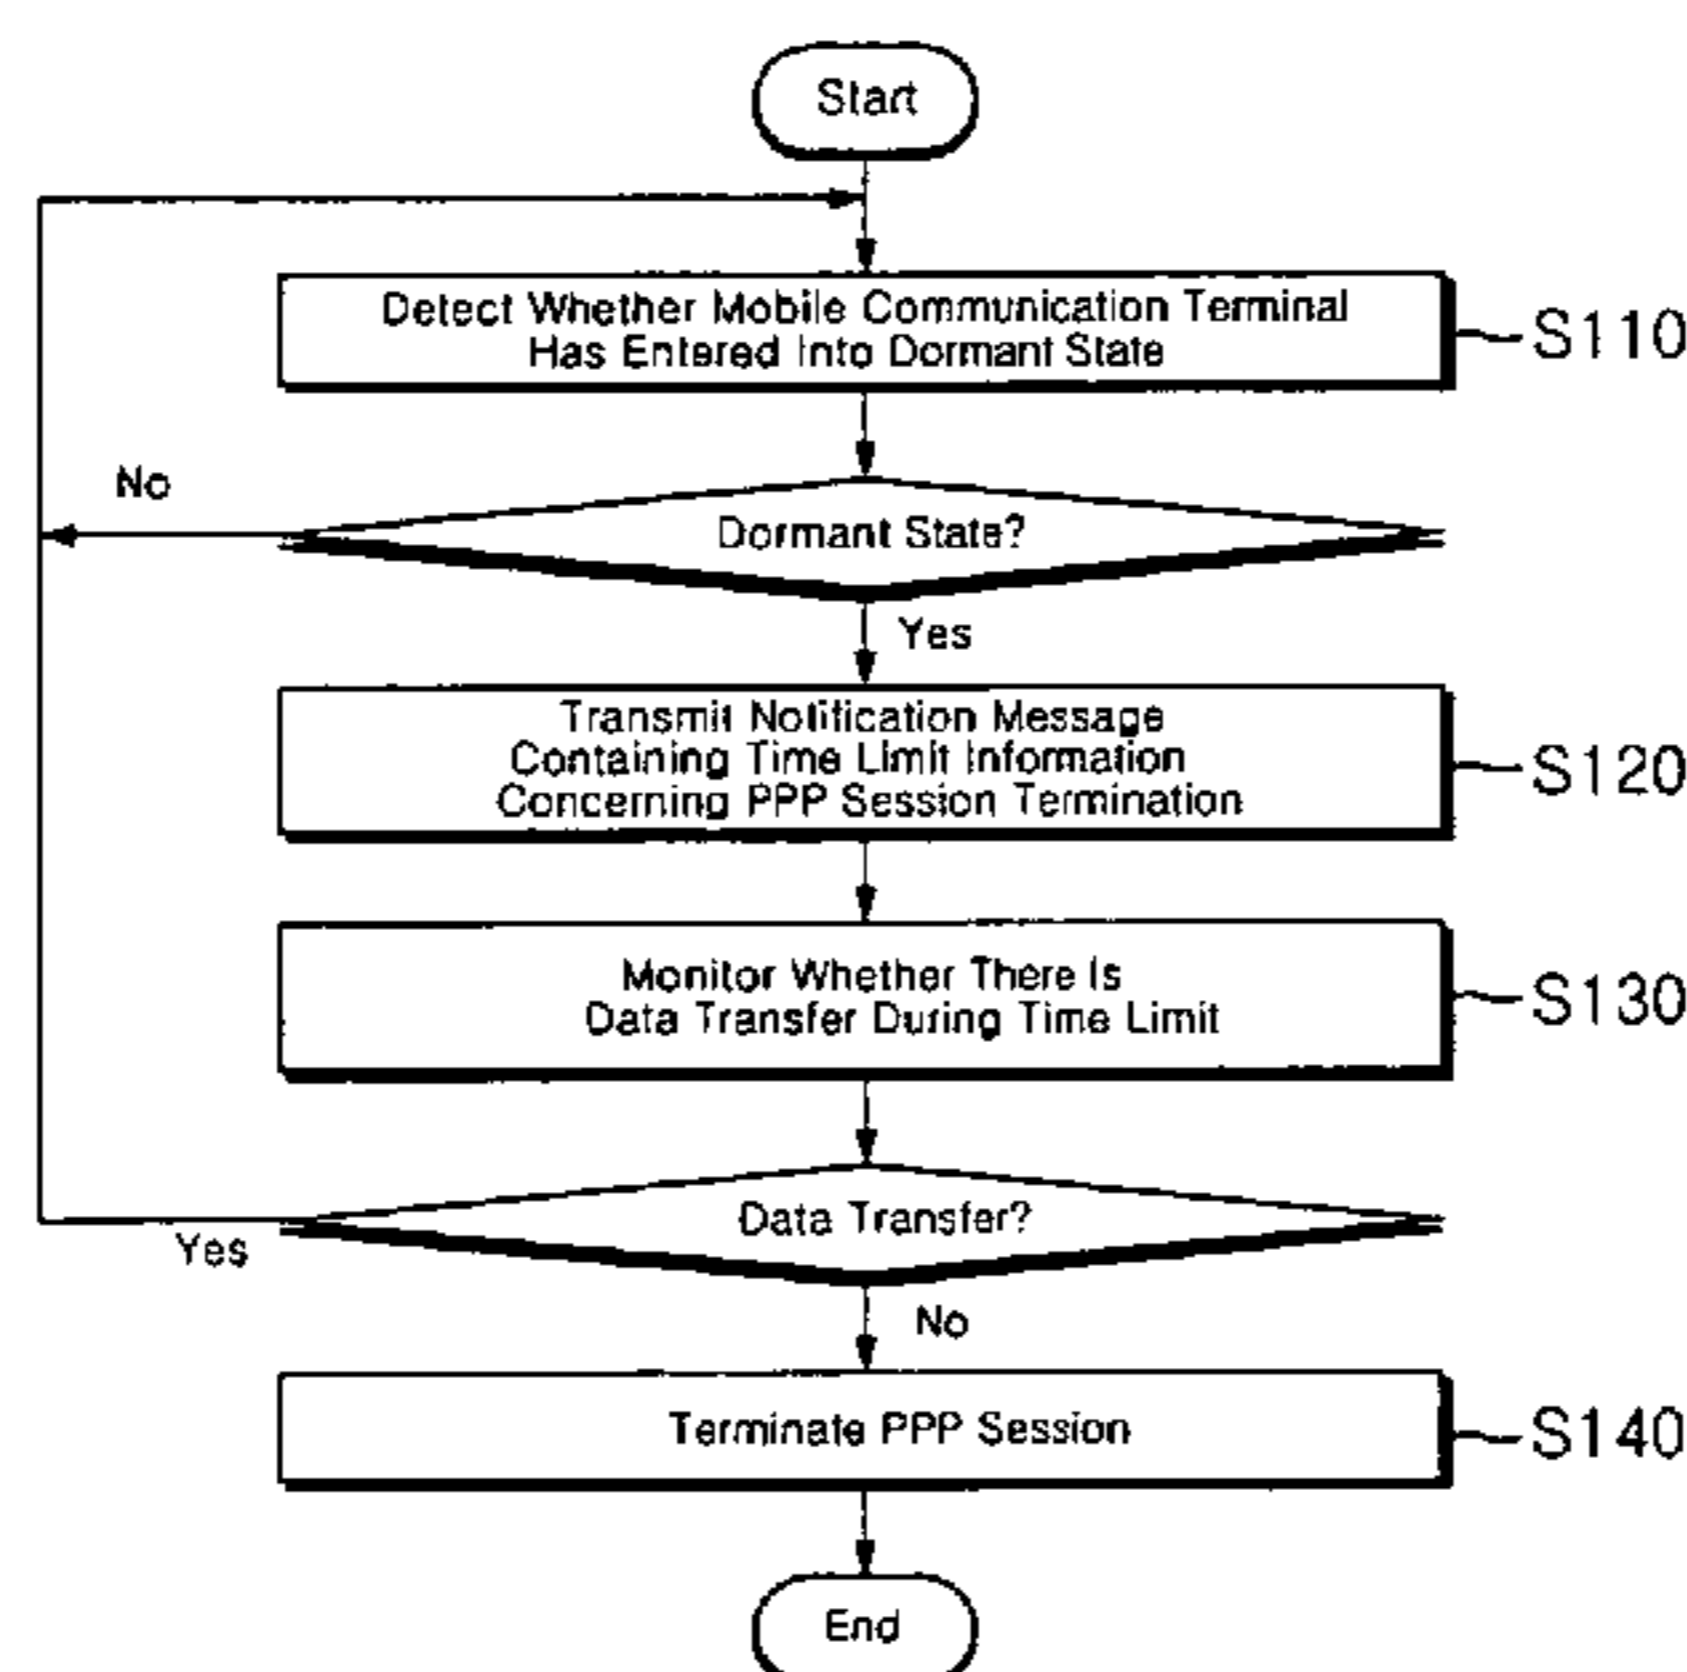 Start
Detect Whether Mobile Communication Terminal
Has Entered Into Dormant State
S110
No
Dormant State?
Yes
Transmit Notification Message
Containing Time Limit Information
Concerning PPP Session Termination
S120
Monitor Whether There Is
Data Transfer During Time Limit
S130
Data Transfer?
Yes
No
Terminate PPP Session
S140
End